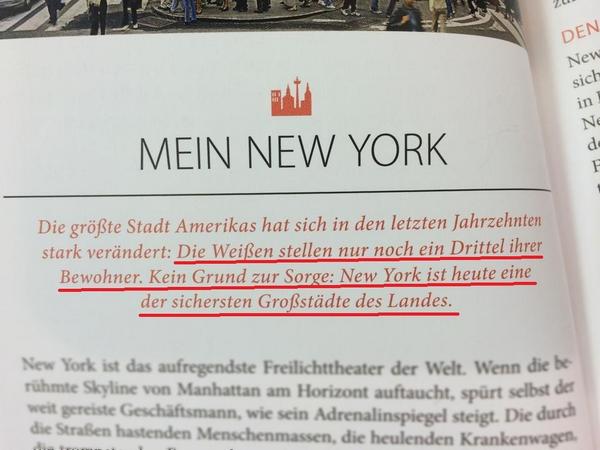 MEIN NEW YORK
Die größte Stadt Amerikas hat sich in den letzten Jahrzehnten
stark verändert: Die Weißen stellen nur noch ein Drittel ihrer
Bewohner. Kein Grund zur Sorge: New York ist heute eine
der sichersten Großstädte des Landes.
New York ist das aufregendste Freilichttheater der Welt. Wenn die be-
rühmte Skyline von Manhattan am Horizont auftaucht, spürt selbst der
weit gereiste Geschäftsmann, wie sein Adrenalinspiegel steigt. Die durch
die Straßen hastenden Menschenmassen, die heulenden Krankenwagen,
DEN
New
sich
in
Ne